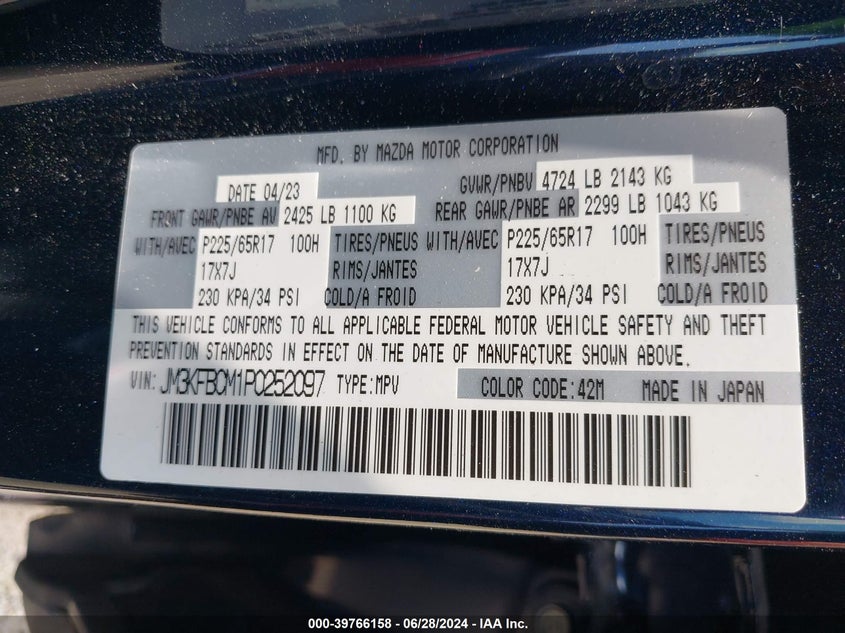 MFD. BY MAZDA MOTOR CORPORATION
DATE 04/23 GVWR/PNBV 4724 LB 2143 KG
FRONT GAWR/PNBE AV 2425 LB 1100 KG REAR GAWR/PNBE AR 2299 LB 1043 KG
WITH/AVEC P225/65R17 100H TIRES/PNEUS WITH/AVEC P225/65R17 100H TIRES/PNEUS
17X7J RIMS/JANTES 17X7J RIMS/JANTES
230 KPA/34 PSI COLD/A FROID 230 KPA/34 PSI COLD/A FROID
THIS VEHICLE CONFORMS TO ALL APPLICABLE FEDERAL MOTOR VEHICLE SAFETY AND THEFT
PREVENTION STANDARDS IN EFFECT ON THE DATE OF MANUFACTURE SHOWN ABOVE.
VIN: JM3KFBCM1P0252097 TYPE:MPV COLOR CODE:42M MADE IN JAPAN
000-39766158 - 06/28/2024 - IAA Inc.